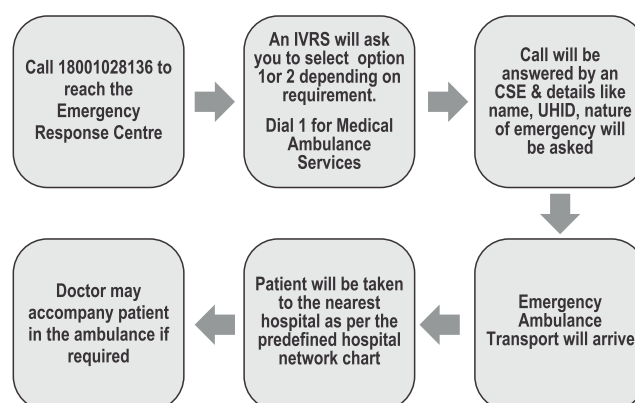 Call 18001028136 to
reach the
Emergency
Response Centre
An IVRS will ask
you to select option
1or 2 depending on
requirement.
Dial 1 for Medical
Ambulance
Services
Call will be
answered by an
CSE & details like
name, UHID, nature
of emergency will
be asked
Emergency
Ambulance
Transport will arrive
Patient will be taken
to the nearest
hospital as per the
predefined hospital
network chart
Doctor may
accompany patient
in the ambulance if
required